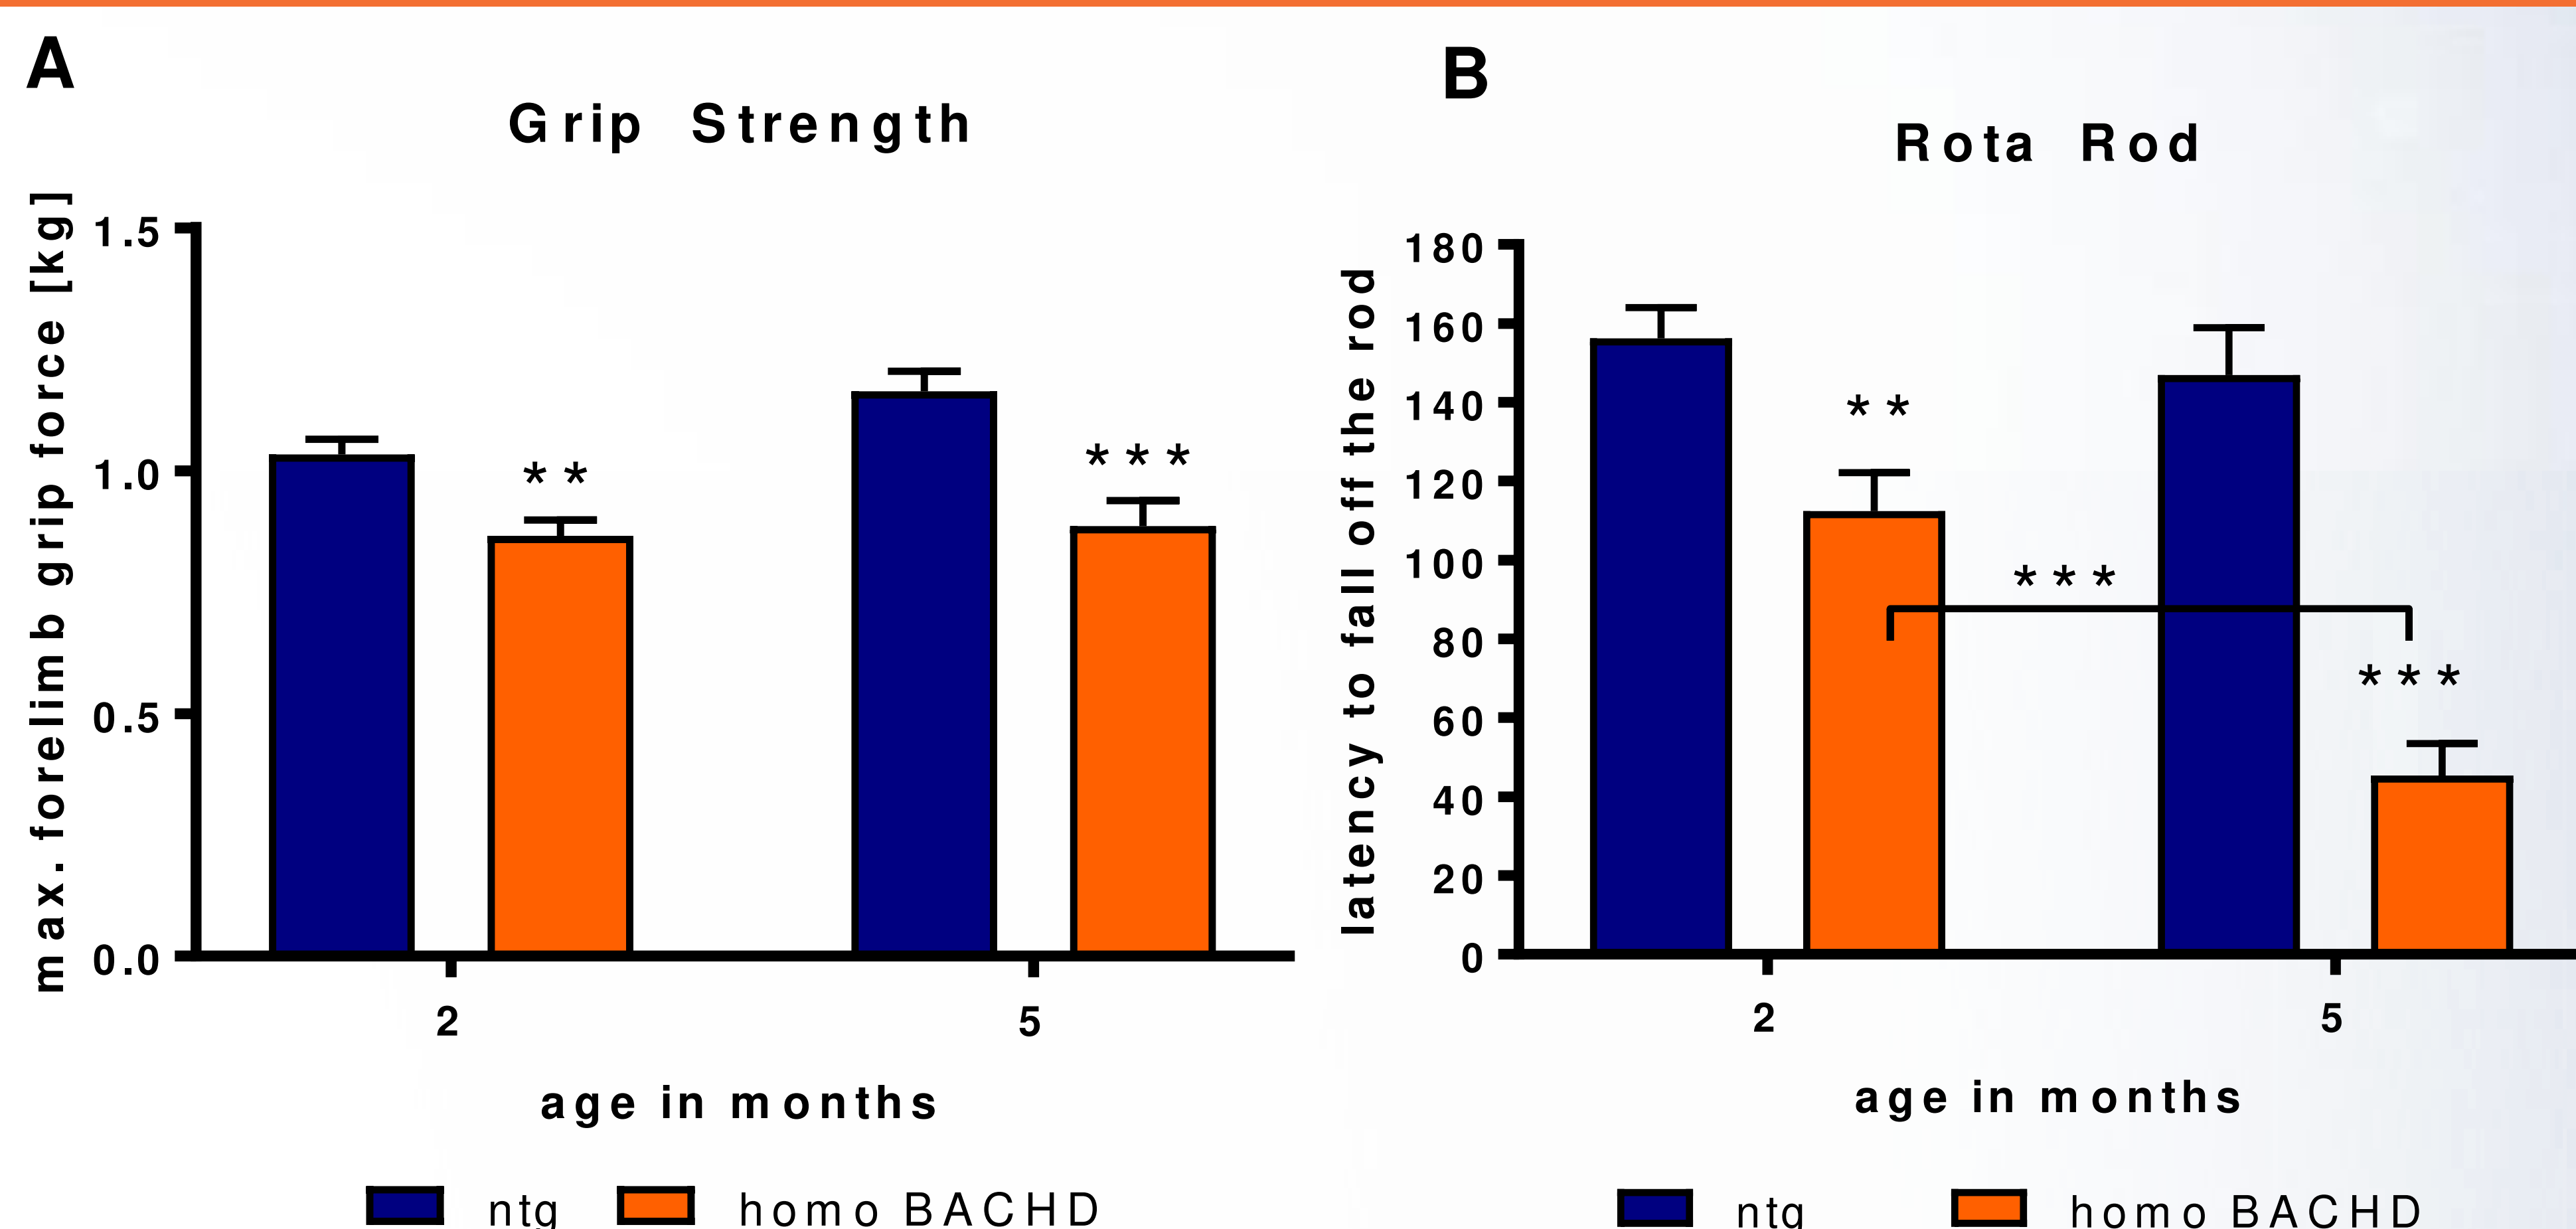 A
Grip Strength
max. forelimb grip force [kg]
1.5
1.0
0.5
0.0
**
***
2
5
age in months
ntg
homo BACHD
B
Rota Rod
latency to fall off the rod
180
160
140
120
100
80
60
40
20
0
**
***
***
2
5
age in months
ntg
homo BACHD